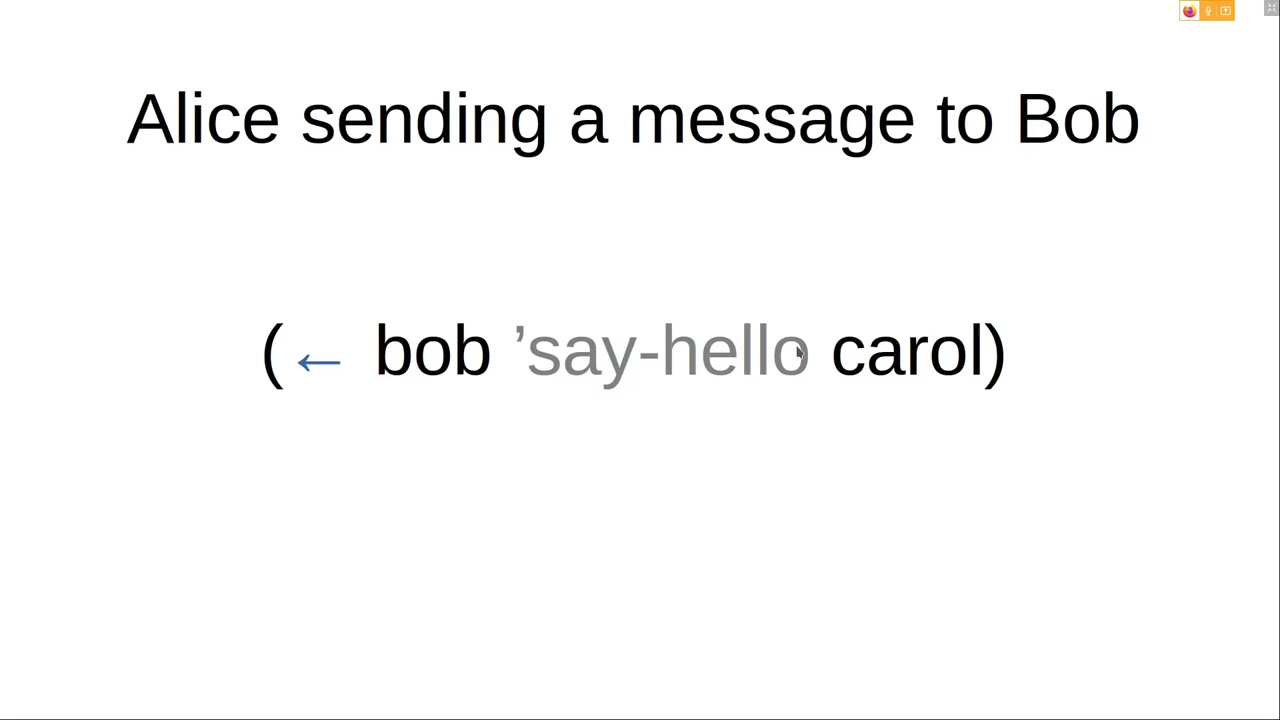 Alice sending a message to Bob
(← bob ’say-hello carol)